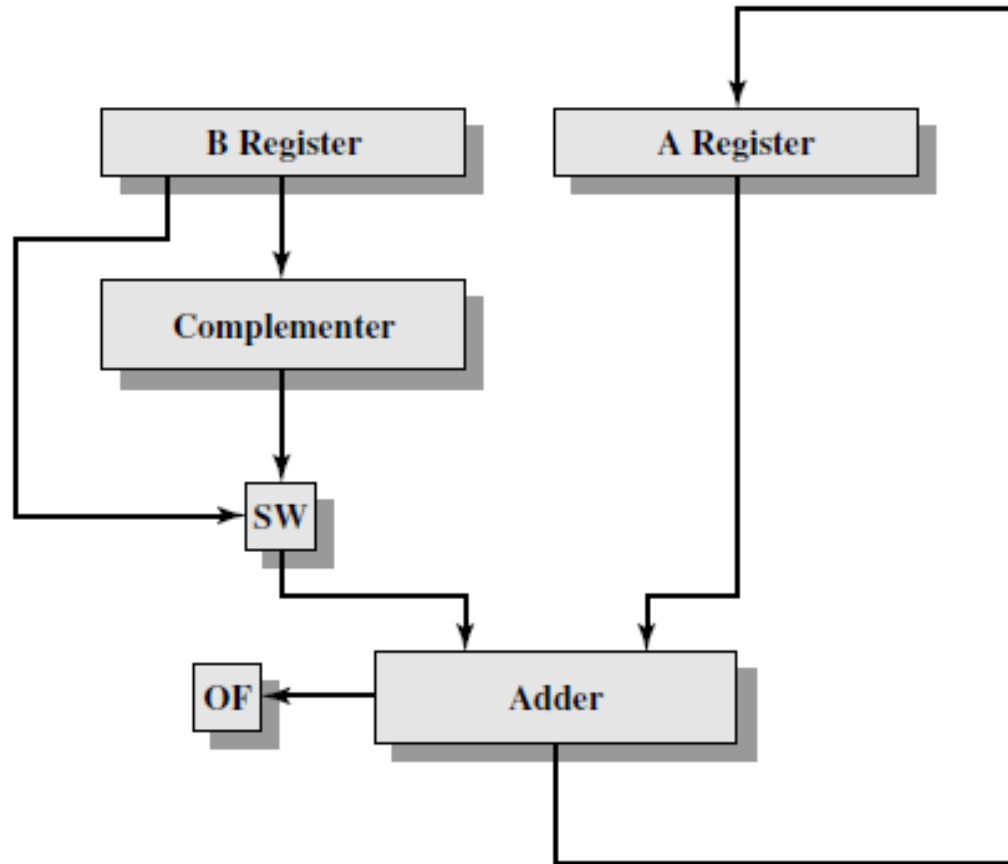 B Register
A Register
Complementer
SW
OF
Adder